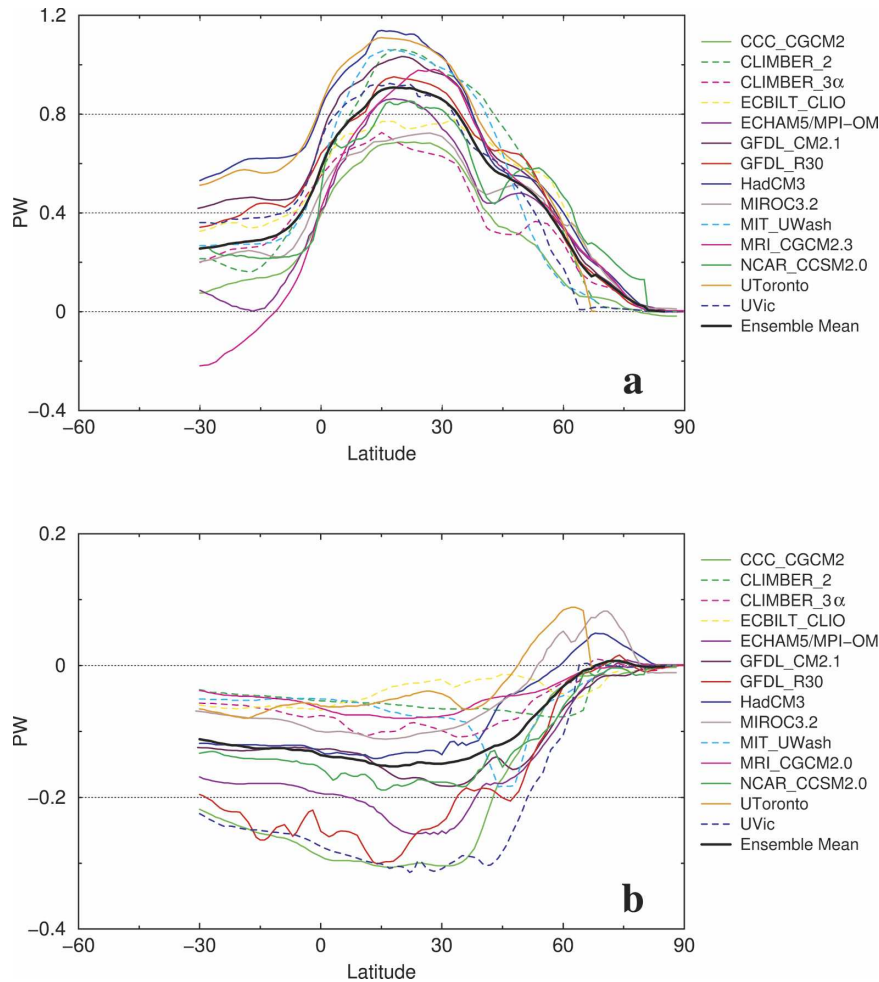 1.2
0.8
0.4
0
−0.4
PW
−60 −30 0 30 60 90
Latitude
a
CCC_CGCM2
CLIMBER_2
CLIMBER_3α
ECBILT_CLIO
ECHAM5/MPI−OM
GFDL_CM2.1
GFDL_R30
HadCM3
MIROC3.2
MIT_UWash
MRI_CGCM2.3
NCAR_CCSM2.0
UToronto
UVic
Ensemble Mean
0.2
0
−0.2
−0.4
PW
−60 −30 0 30 60 90
Latitude
b
CCC_CGCM2
CLIMBER_2
CLIMBER_3α
ECBILT_CLIO
ECHAM5/MPI−OM
GFDL_CM2.1
GFDL_R30
HadCM3
MIROC3.2
MIT_UWash
MRI_CGCM2.0
NCAR_CCSM2.0
UToronto
UVic
Ensemble Mean